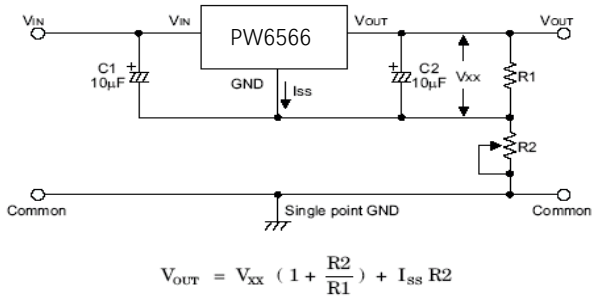 VIN
VIN
PW6566
VOUT
VOUT
C1
10μF
+
GND
ISS
+
C2
10μF
VXX
R1
R2
Common
Single point GND
Common
VOUT = VXX ( 1 + R2/R1 ) + ISS R2